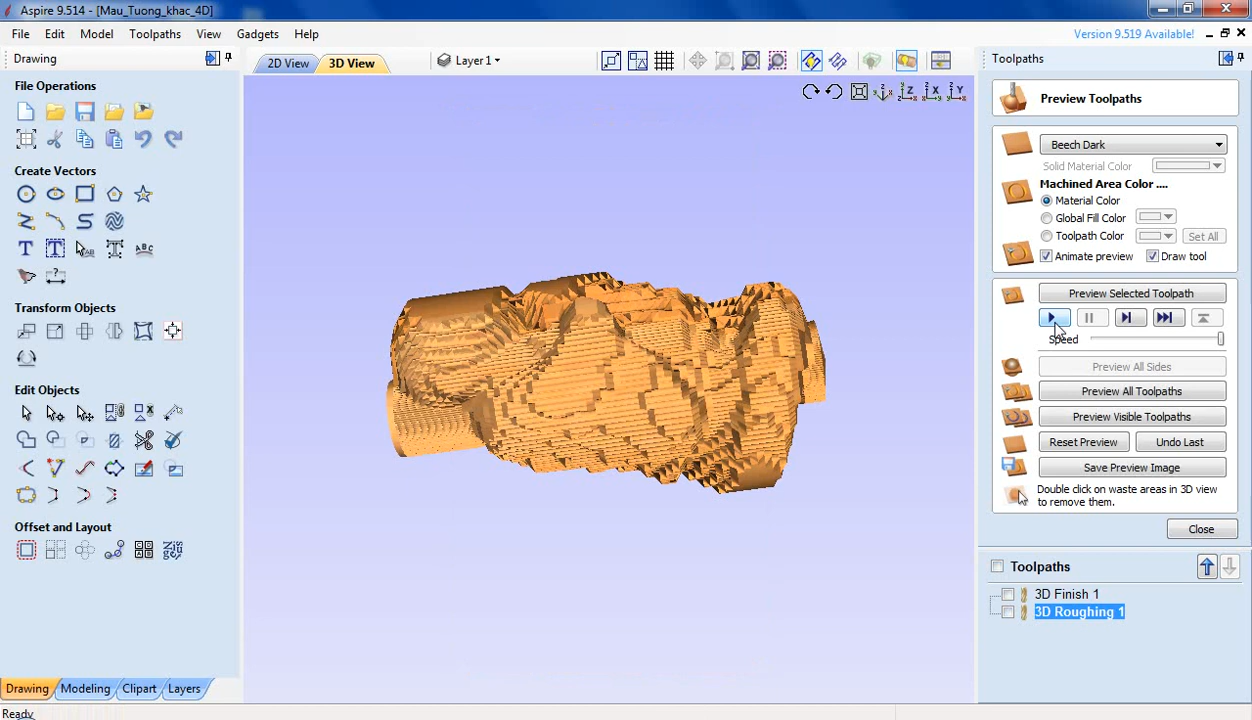 Aspire 9.514 - [Mau_Tuong_khac_4D]
File Edit Model Toolpaths View Gadgets Help
Version 9.519 Available!
Drawing
2D View
3D View
Layer 1
Toolpaths
File Operations
Create Vectors
Transform Objects
Edit Objects
Offset and Layout
Drawing Modeling Clipart Layers
Ready
Preview Toolpaths
Beech Dark
Solid Material Color
Machined Area Color ....
Material Color
Global Fill Color
Toolpath Color
Set All
Animate preview
Draw tool
Preview Selected Toolpath
Speed
Preview All Sides
Preview All Toolpaths
Preview Visible Toolpaths
Reset Preview
Undo Last
Save Preview Image
Double click on waste areas in 3D view
to remove them.
Close
Toolpaths
3D Finish 1
3D Roughing 1